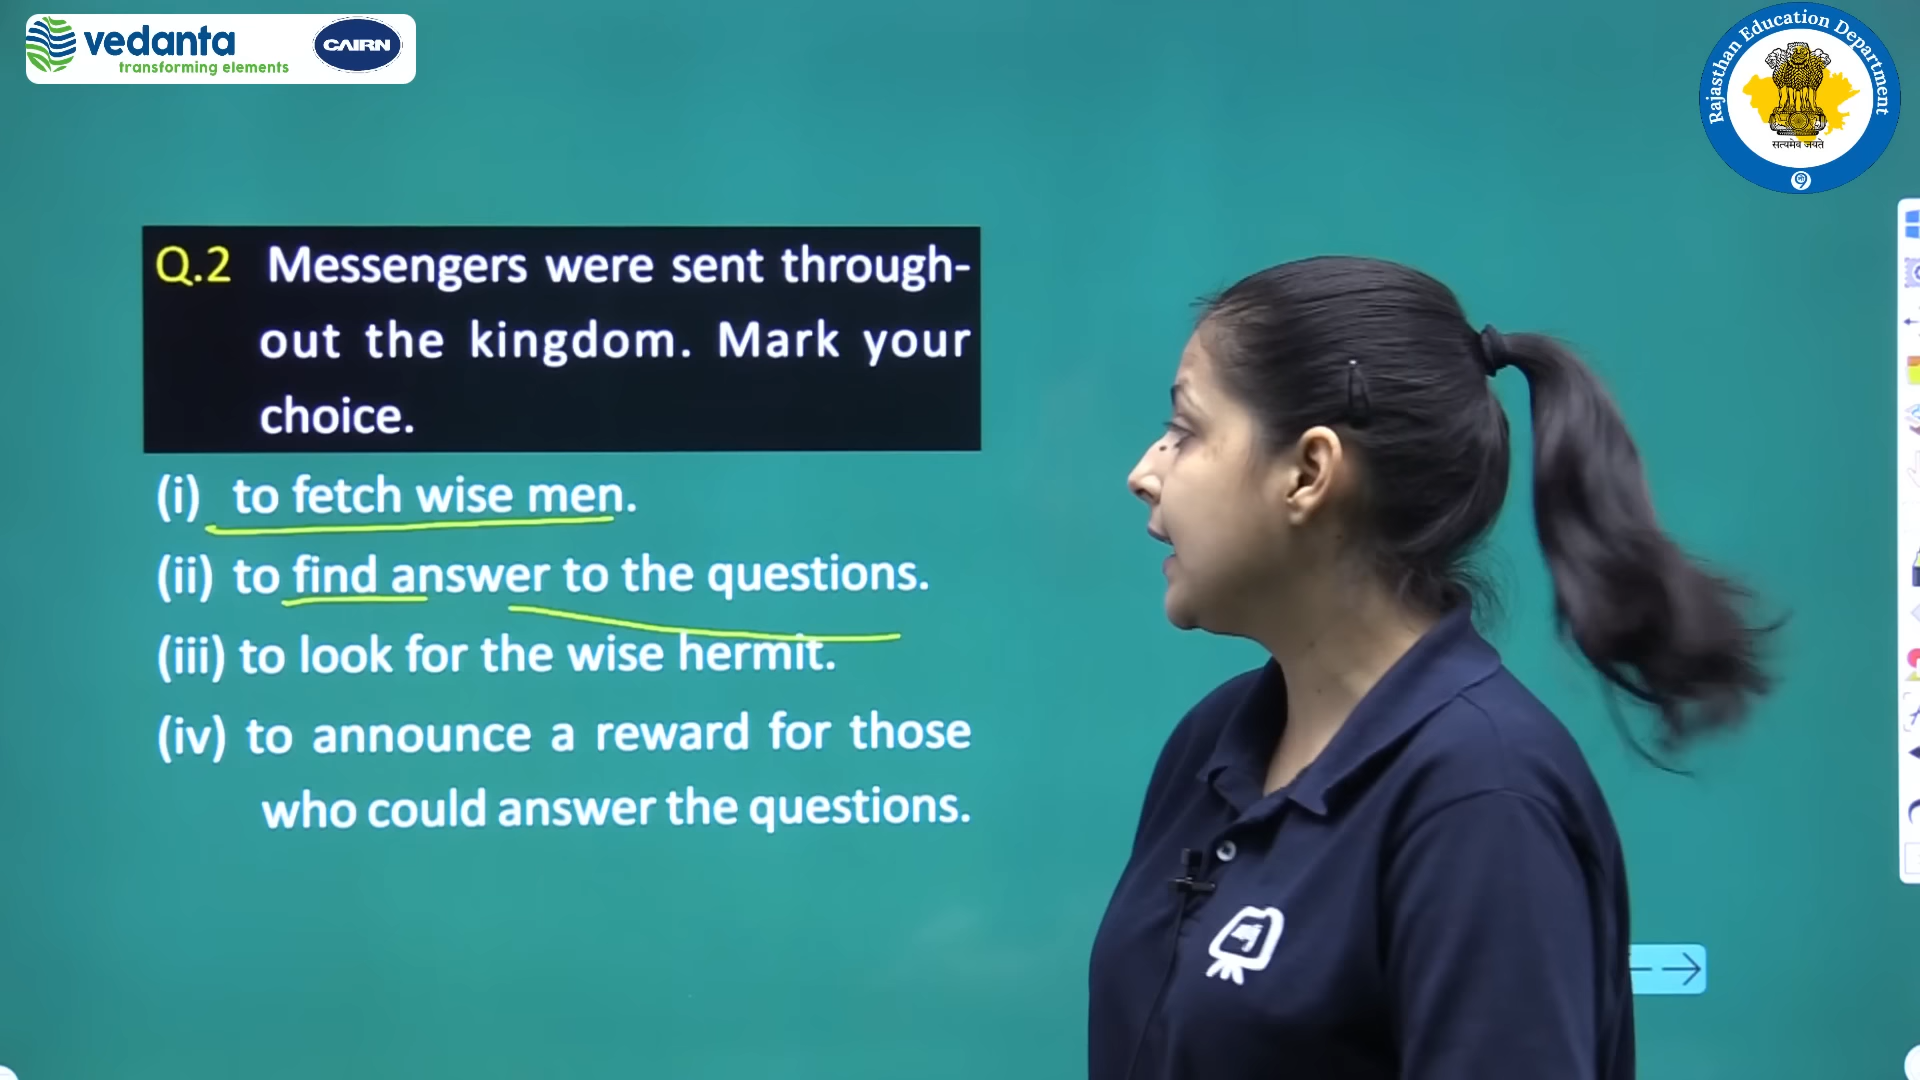 vedanta
transforming elements
CAIRN
Rajasthan Education Department
सत्यमेव जयते
Q.2 Messengers were sent through-
out the kingdom. Mark your
choice.
(i) to fetch wise men.
(ii) to find answer to the questions.
(iii) to look for the wise hermit.
(iv) to announce a reward for those
who could answer the questions.